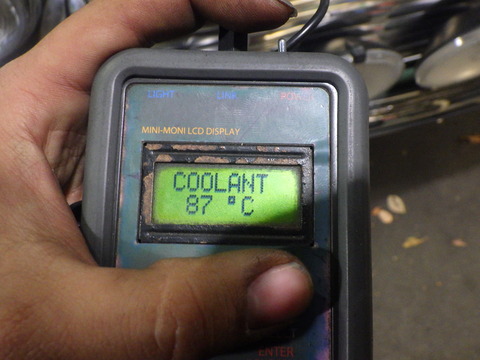 LIGHT LINK
MINI-MONI LCD DISPLAY
COOLANT
87 °C
ENTER